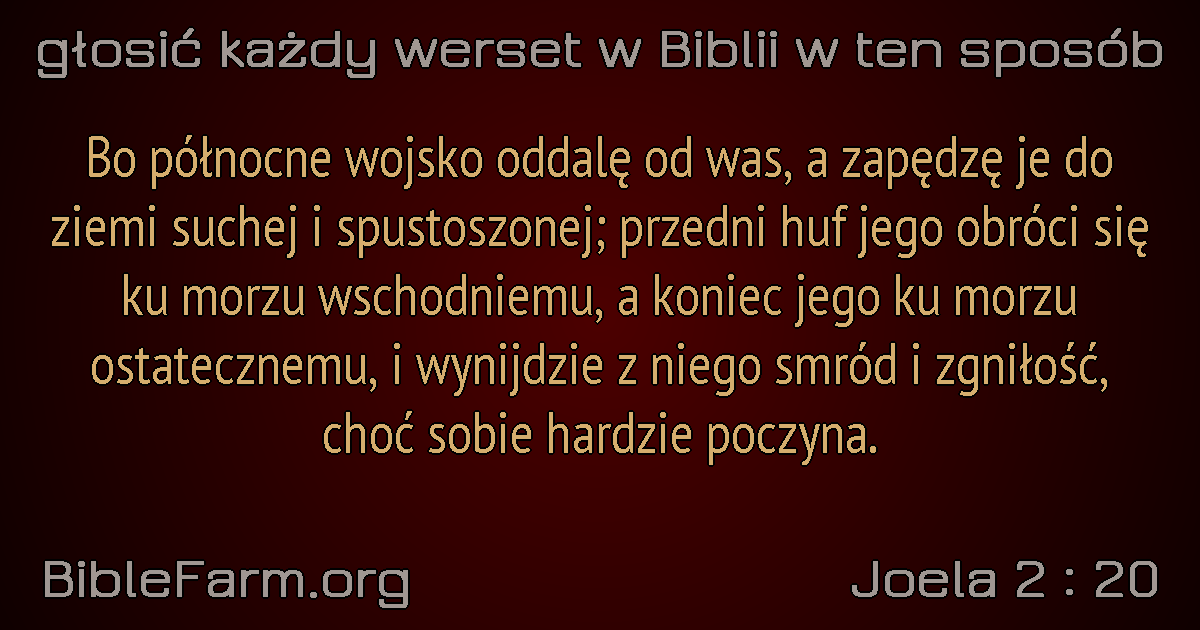 głosić każdy werset w Biblii w ten sposób
Bo północne wojsko oddalę od was, a zapędzę je do
ziemi suchej i spustoszonej; przedni huf jego obróci się
ku morzu wschodniemu, a koniec jego ku morzu
ostatecznemu, i wynijdzie z niego smród i zgniłość,
choć sobie hardzie poczyna.
BibleFarm.org
Joela 2 : 20